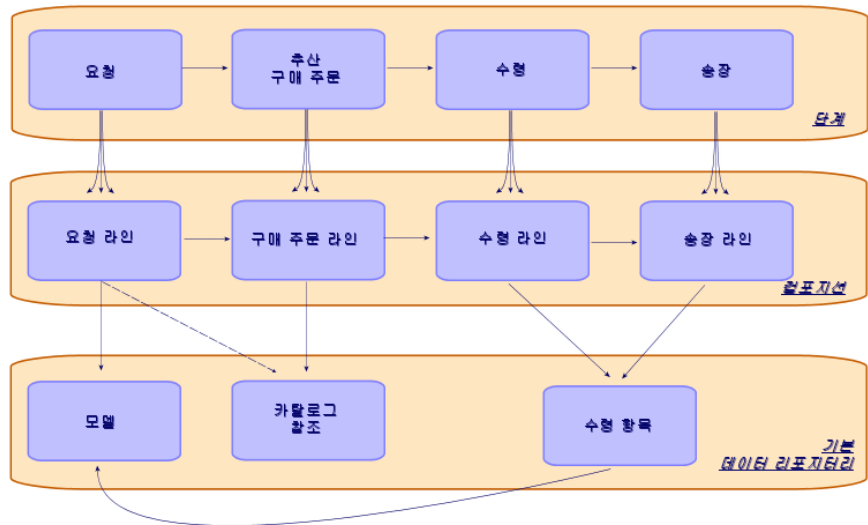 요청
추산
구매 주문
수령
송장
단계
요청 라인
구매 주문 라인
수령 라인
송장 라인
컴포지션
모델
카탈로그
참조
수령 항목
기본
데이터 리포지터리